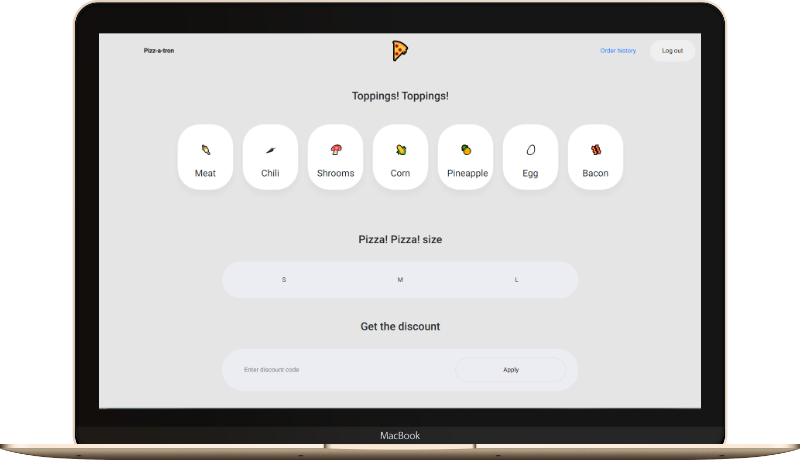 Pizz-a-tron
Order history
Log out
Toppings! Toppings!
Meat
Chili
Shrooms
Corn
Pineapple
Egg
Bacon
Pizza! Pizza! size
S
M
L
Get the discount
Enter discount code
Apply
MacBook